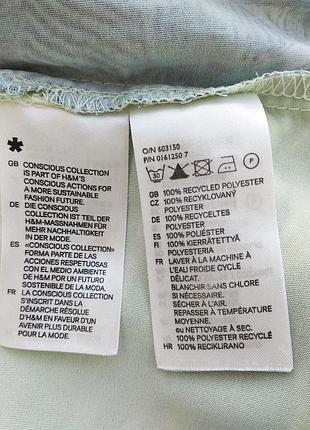 *
GB CONSCIOUS COLLECTION
IS PART OF H&M'S
CONSCIOUS ACTIONS FOR
A MORE SUSTAINABLE
FASHION FUTURE.
DE DIE CONSCIOUS
COLLECTION IST TEIL DER
H&M-MASSNAHMEN FÜR
MEHR NACHHALTIGKEIT
IN DER MODE.
ES «CONSCIOUS COLLECTION»
FORMA PARTE DE LAS
ACCIONES RESPETUOSAS
CON EL MEDIO AMBIENTE
DE H&M POR UN FUTURO
SOSTENIBLE DE LA MODA.
FR LA CONSCIOUS COLLECTION
S'INSCRIT DANS LA
DÉMARCHE RÉSOLUE
D'H&M EN FAVEUR D'UN
AVENIR PLUS DURABLE
POUR LA MODE.
O/N 603150
P/N 0161250 7
30 P
GB 100% RECYCLED POLYESTER
CZ 100% RECYKLOVANÝ
POLYESTER
DE 100% RECYCELTES
POLYESTER
ES 100% POLIÉSTER
FI 100% KIERRÄTETTYÄ
POLYESTERIA
FR LAVER À LA MACHINE À
L'EAU FROIDE CYCLE
DÉLICAT.
BLANCHIR SANS CHLORE
SI NÉCESSAIRE.
SÉCHER À L'AIR.
REPASSER À TEMPÉRATURE
MOYENNE.
OU NETTOYAGE À SEC.
100% POLYESTER RECYCLÉ
HR 100% RECIKLIRANO